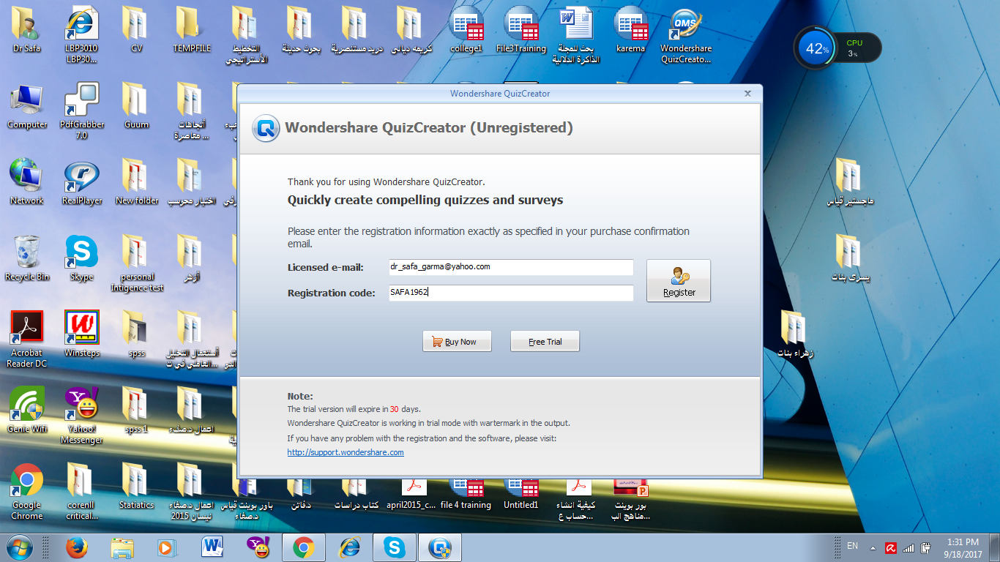 Dr Safa
LBP3010
LBP30...
CV
TEMPFILE
التخطيط
الأستراتيجي
بحوث حديثة
دريد مستنصرية
كريمه ديالى
college1
File3Training
بحث للمجلة
الذاكرة الدلالية
karema
QMS
Wondershare
QuizCreato...
42%
CPU
3%
Computer
PdfGrabber
7.0
Guum
أتجاهات
معاصرة ...
Wondershare QuizCreator
Wondershare QuizCreator (Unregistered)
Thank you for using Wondershare QuizCreator.
Quickly create compelling quizzes and surveys
Please enter the registration information exactly as specified in your purchase confirmation
email.
Licensed e-mail:
dr_safa_garma@yahoo.com
Registration code:
SAFA1962
Register
Buy Now
Free Trial
Note:
The trial version will expire in 30 days.
Wondershare QuizCreator is working in trial mode with wartermark in the output.
If you have any problem with the registration and the software, please visit:
http://support.wondershare.com
Network
RealPlayer
New folder
اختبار محوسب
ماجستير قياس
Recycle Bin
Skype
personal
Intigence test
أزهر
يسرى بنات
Acrobat
Reader DC
Winsteps
spss
أستعمال التحليل
العاملي في ت...
زهراء بنات
Genie Wifi
Yahoo!
Messenger
spss 1
اعمال د.صفاء
Google
Chrome
corenll
critical...
Statiatics
اعمال د.صفاء
نيسان 2015
باور بوينت قياس
د.صفاء
د.فاتن
كتاب دراسات
april2015_c...
file 4 training
Untitled1
كيفية انشاء
حساب ع...
بور بوينت
مناهج الب...
EN
1:31 PM
9/18/2017